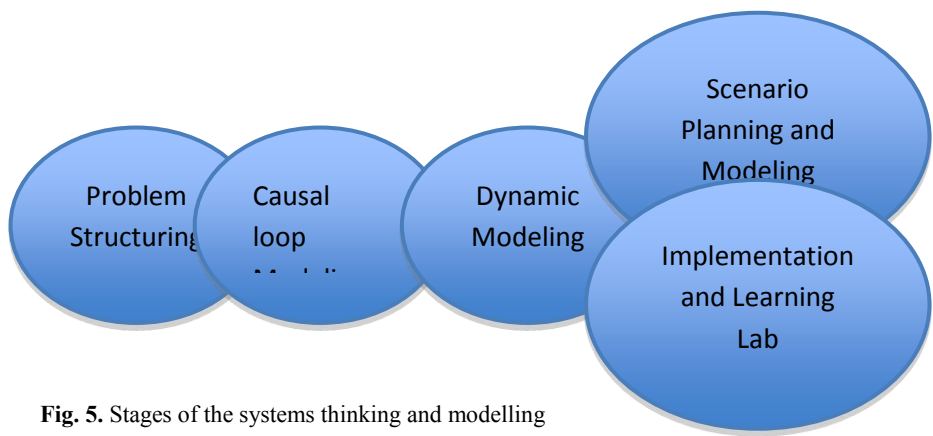 Problem
Structuring
Causal
loop
Dynamic
Modeling
Scenario
Planning and
Modeling
Implementation
and Learning
Lab
Fig. 5. Stages of the systems thinking and modelling